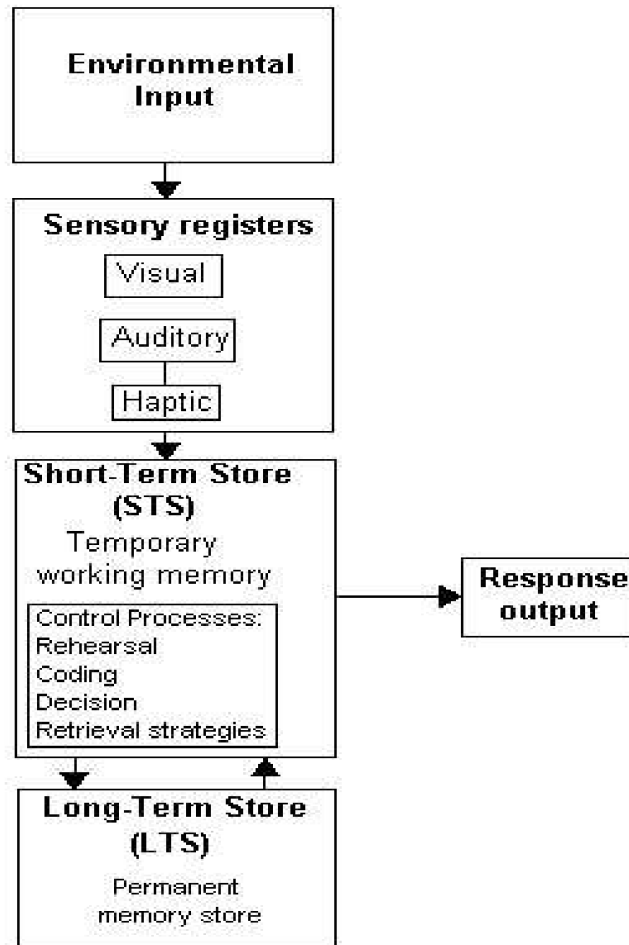 Environmental
Input
Sensory registers
Visual
Auditory
Haptic
Short-Term Store
(STS)
Temporary
working memory
Control Processes:
Rehearsal
Coding
Decision
Retrieval strategies
Response
output
Long-Term Store
(LTS)
Permanent
memory store